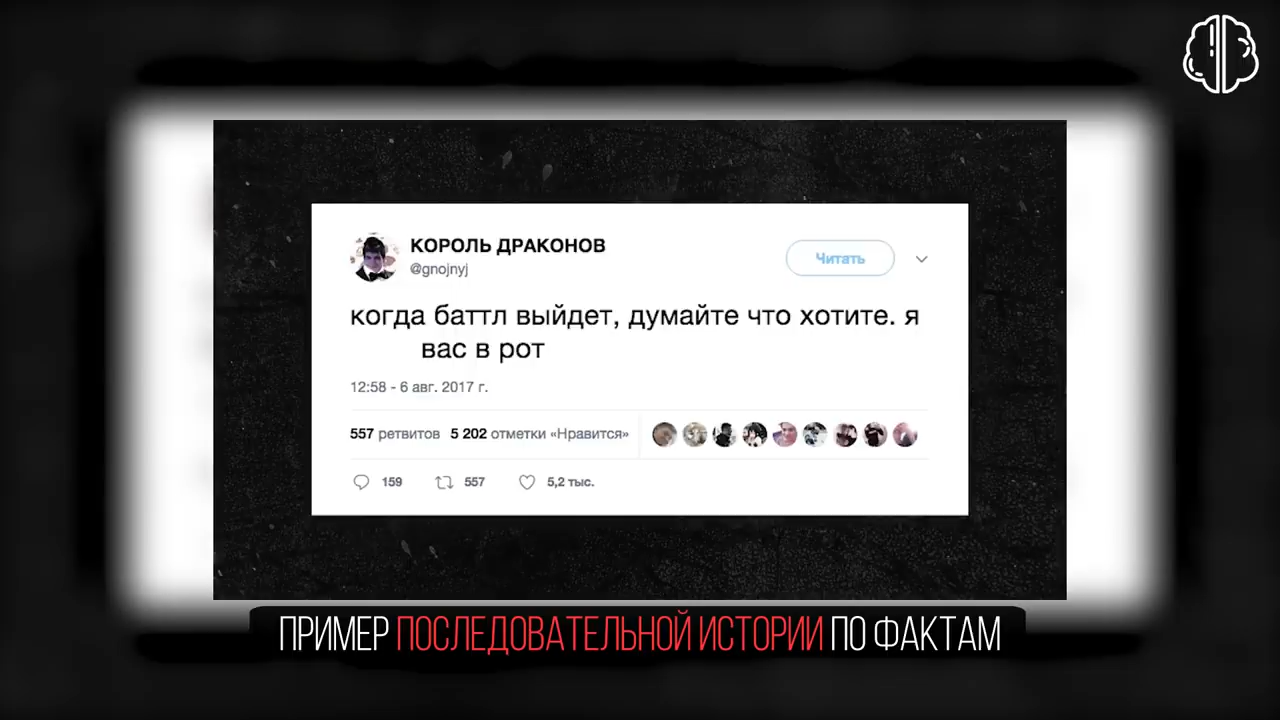 КОРОЛЬ ДРАКОНОВ
@gnojnyj
Читать
когда баттл выйдет, думайте что хотите. я
вас в рот
12:58 - 6 авг. 2017 г.
557 ретвитов 5 202 отметки «Нравится»
159 557 5,2 тыс.
ПРИМЕР ПОСЛЕДОВАТЕЛЬНОЙ ИСТОРИИ ПО ФАКТАМ